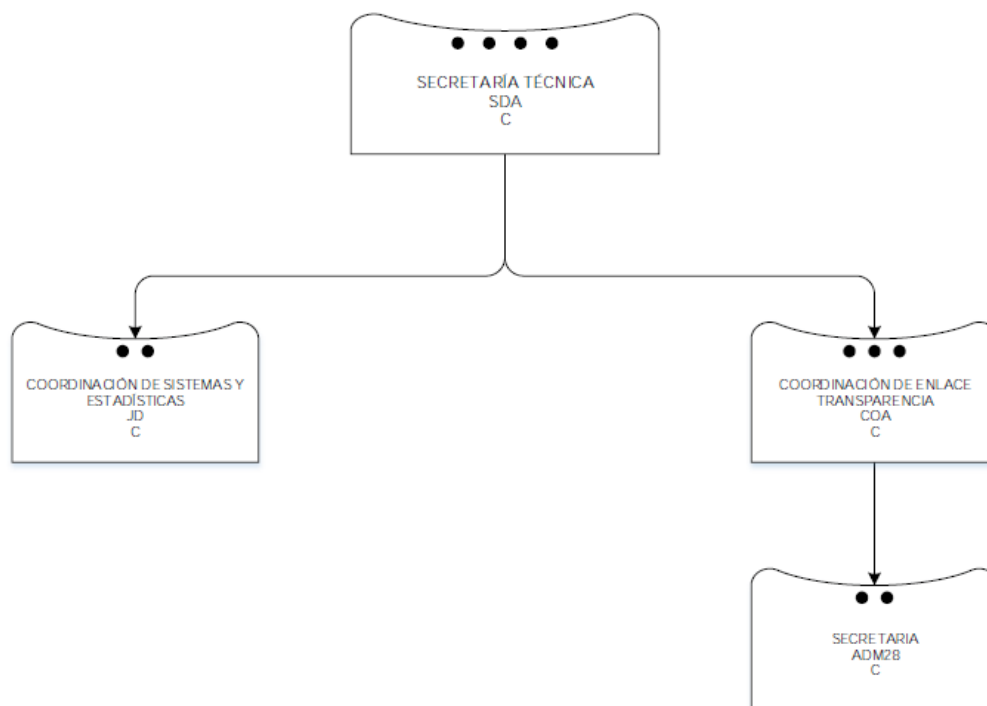 SECRETARÍA TÉCNICA
SDA
C
COORDINACIÓN DE SISTEMAS Y
ESTADÍSTICAS
JD
C
COORDINACIÓN DE ENLACE
TRANSPARENCIA
COA
C
SECRETARIA
ADM28
C